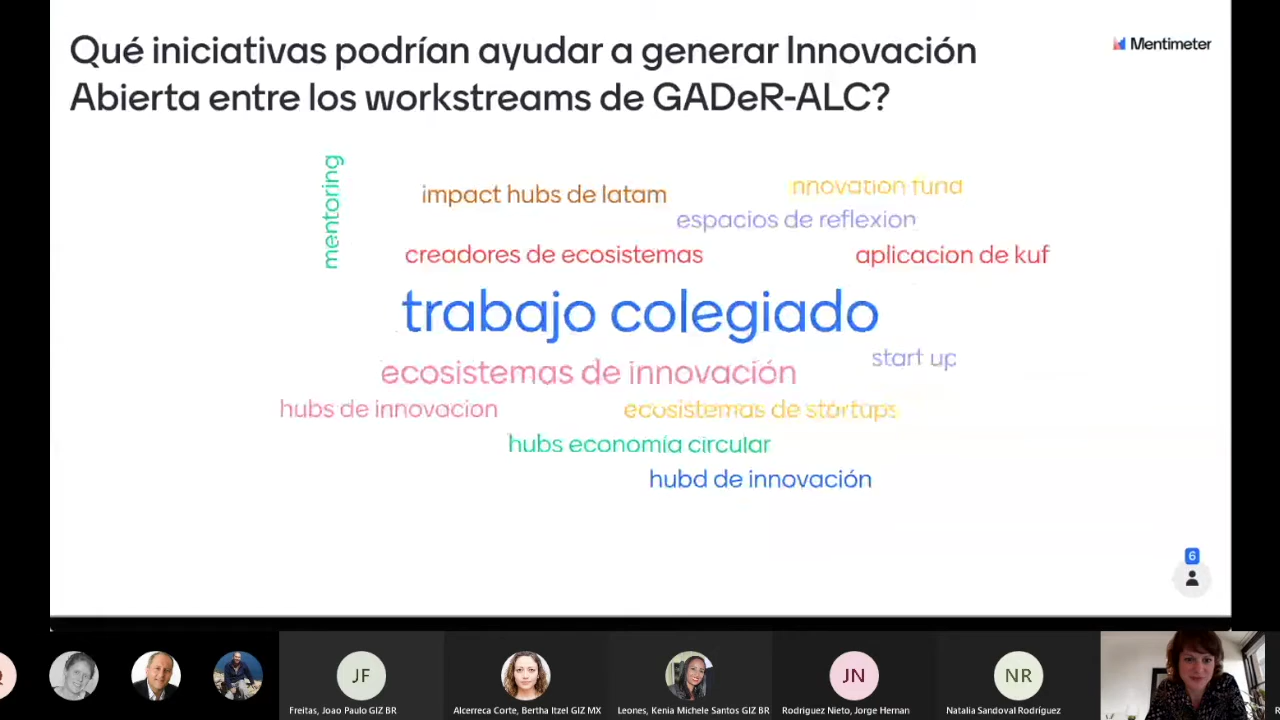 Qué iniciativas podrían ayudar a generar Innovación
Abierta entre los workstreams de GADeR-ALC?
Mentimeter
mentoring
impact hubs de latam
innovation fund
espacios de reflexion
creadores de ecosistemas
aplicacion de kuf
trabajo colegiado
start up
ecosistemas de innovación
hubs de innovacion
ecosistemas de stortups
hubs economía circular
hubd de innovación
6
JF
Freitas, Joao Paulo GIZ BR
Alcerreca Corte, Bertha Itzel GIZ MX
Leones, Kenia Michele Santos GIZ BR
JN
Rodriguez Nieto, Jorge Hernan
NR
Natalia Sandoval Rodríguez